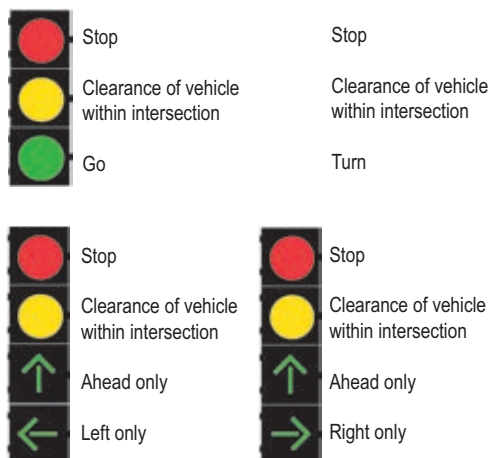 Stop
Clearance of vehicle
within intersection
Go
Stop
Clearance of vehicle
within intersection
Turn
Stop
Clearance of vehicle
within intersection
Ahead only
Left only
Stop
Clearance of vehicle
within intersection
Ahead only
Right only